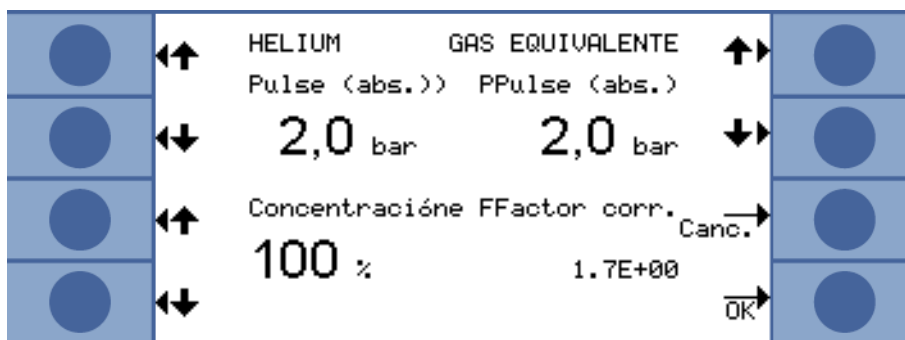 HELIUM GAS EQUIVALENTE
Pulse (abs.)) PPulse (abs.)
2,0 bar 2,0 bar
Concentracióne FFactor corr.
Canc.
100 % 1.7E+00
OK